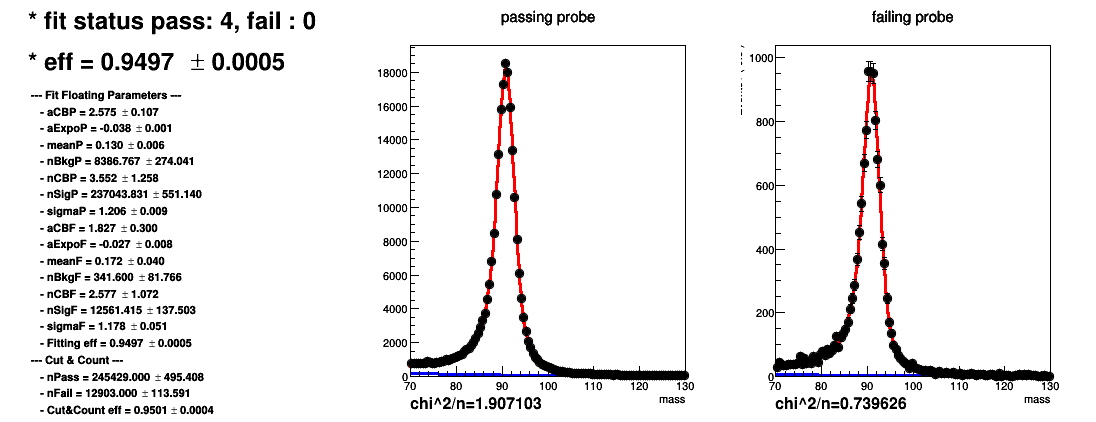 * fit status pass: 4, fail : 0
* eff = 0.9497 ± 0.0005
--- Fit Floating Parameters ---
- aCBP = 2.575 ± 0.107
- aExpoP = -0.038 ± 0.001
- meanP = 0.130 ± 0.006
- nBkgP = 8386.767 ± 274.041
- nCBP = 3.552 ± 1.258
- nSigP = 237043.831 ± 551.140
- sigmaP = 1.206 ± 0.009
- aCBF = 1.827 ± 0.300
- aExpoF = -0.027 ± 0.008
- meanF = 0.172 ± 0.040
- nBkgF = 341.600 ± 81.766
- nCBF = 2.577 ± 1.072
- nSigF = 12561.415 ± 137.503
- sigmaF = 1.178 ± 0.051
- Fitting eff = 0.9497 ± 0.0005
--- Cut & Count ---
- nPass = 245429.000 ± 495.408
- nFail = 12903.000 ± 113.591
- Cut&Count eff = 0.9501 ± 0.0004
passing probe
18000
16000
14000
12000
10000
8000
6000
4000
2000
0
70 80 90 100 110 120 130
mass
chi^2/n=1.907103
failing probe
1000
800
600
400
200
0
70 80 90 100 110 120 130
mass
chi^2/n=0.739626